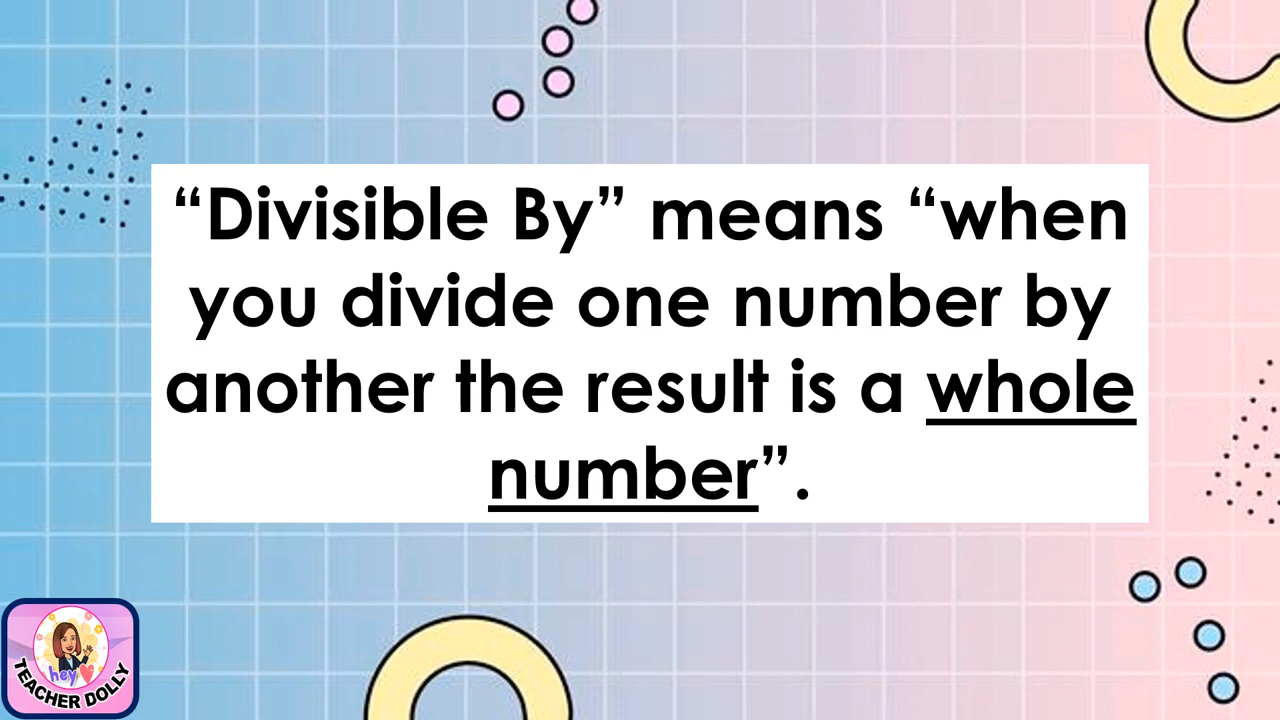 “Divisible By” means “when
you divide one number by
another the result is a whole
number”.
hey
TEACHER DOLLY